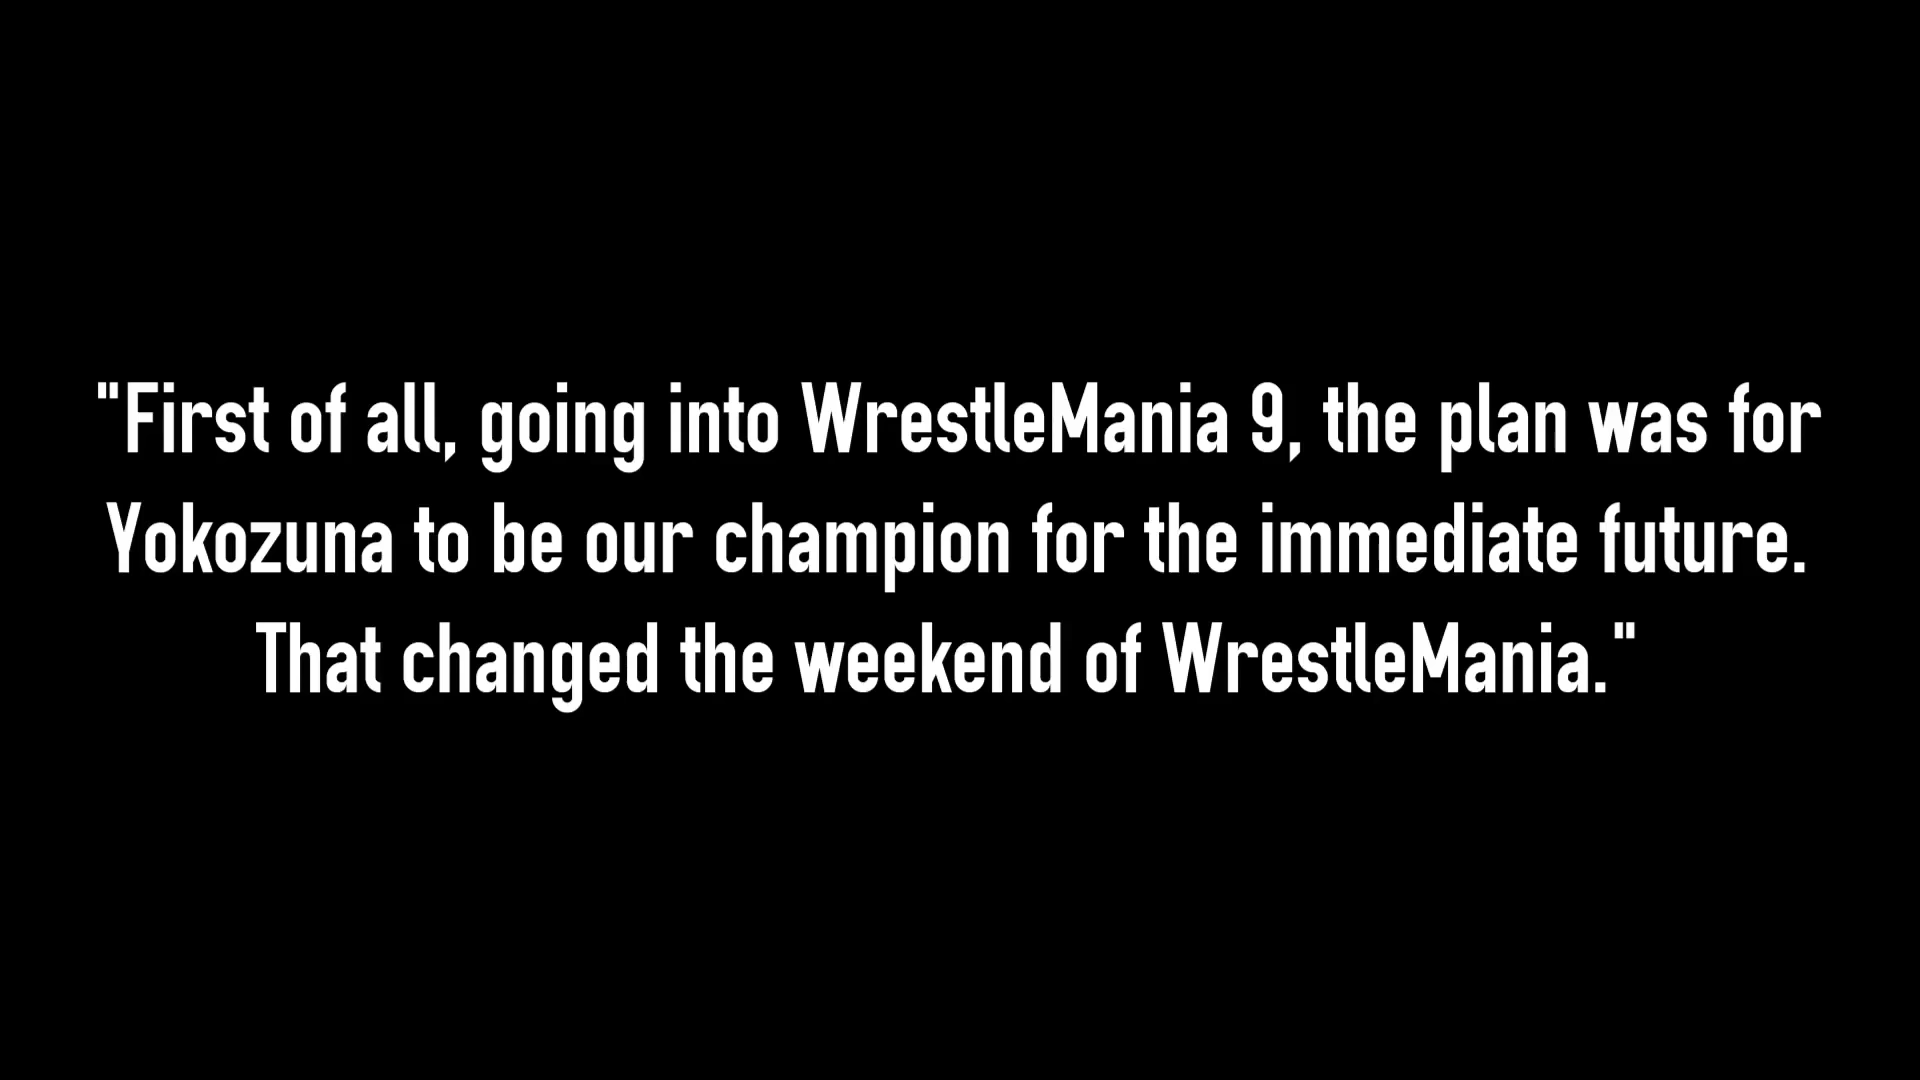 "First of all, going into WrestleMania 9, the plan was for
Yokozuna to be our champion for the immediate future.
That changed the weekend of WrestleMania."